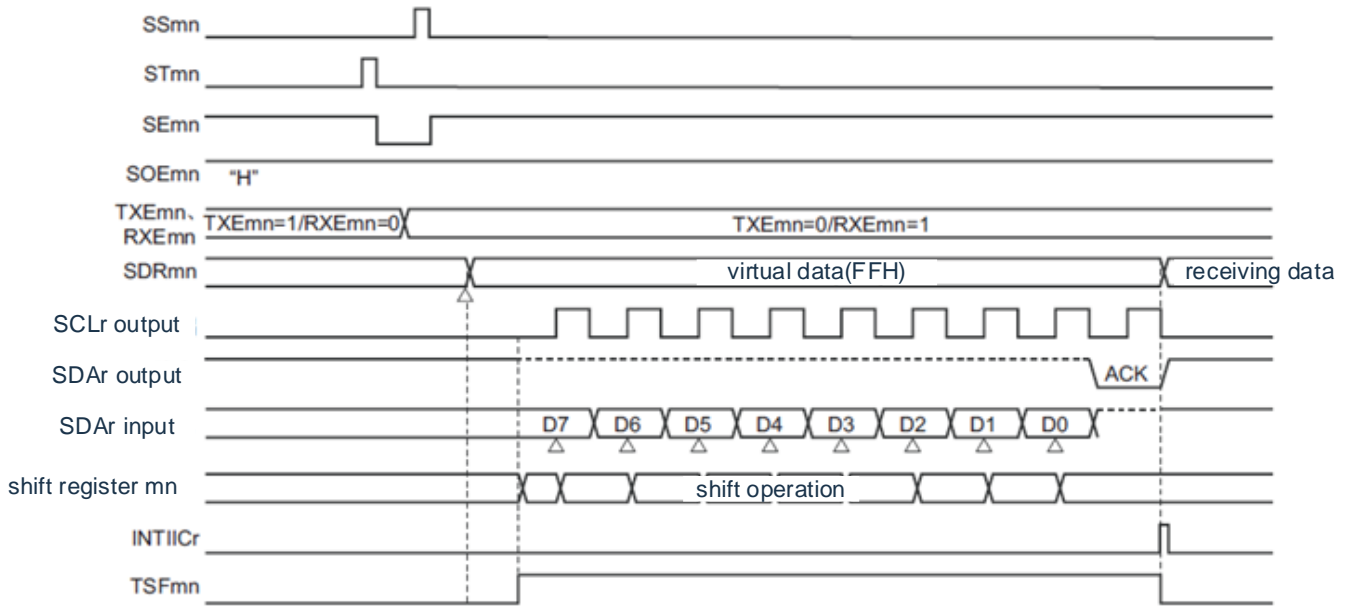 SSmn
STmn
SEmn
SOEmn "H"
TXEmn、
RXEmn
TXEmn=1/RXEmn=0 TXEmn=0/RXEmn=1
SDRmn virtual data(FFH) receiving data
SCLr output
SDAr output ACK
SDAr input D7 D6 D5 D4 D3 D2 D1 D0
shift register mn shift operation
INTIICr
TSFmn